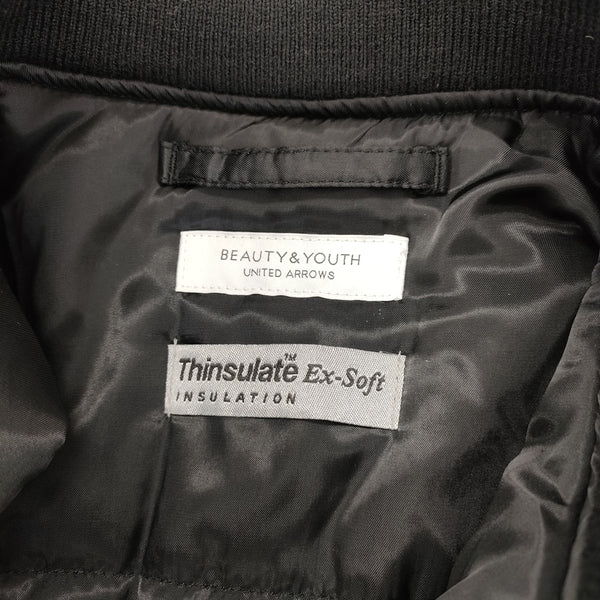 BEAUTY&YOUTH
UNITED ARROWS
Thinsulate™ Ex-Soft
INSULATION